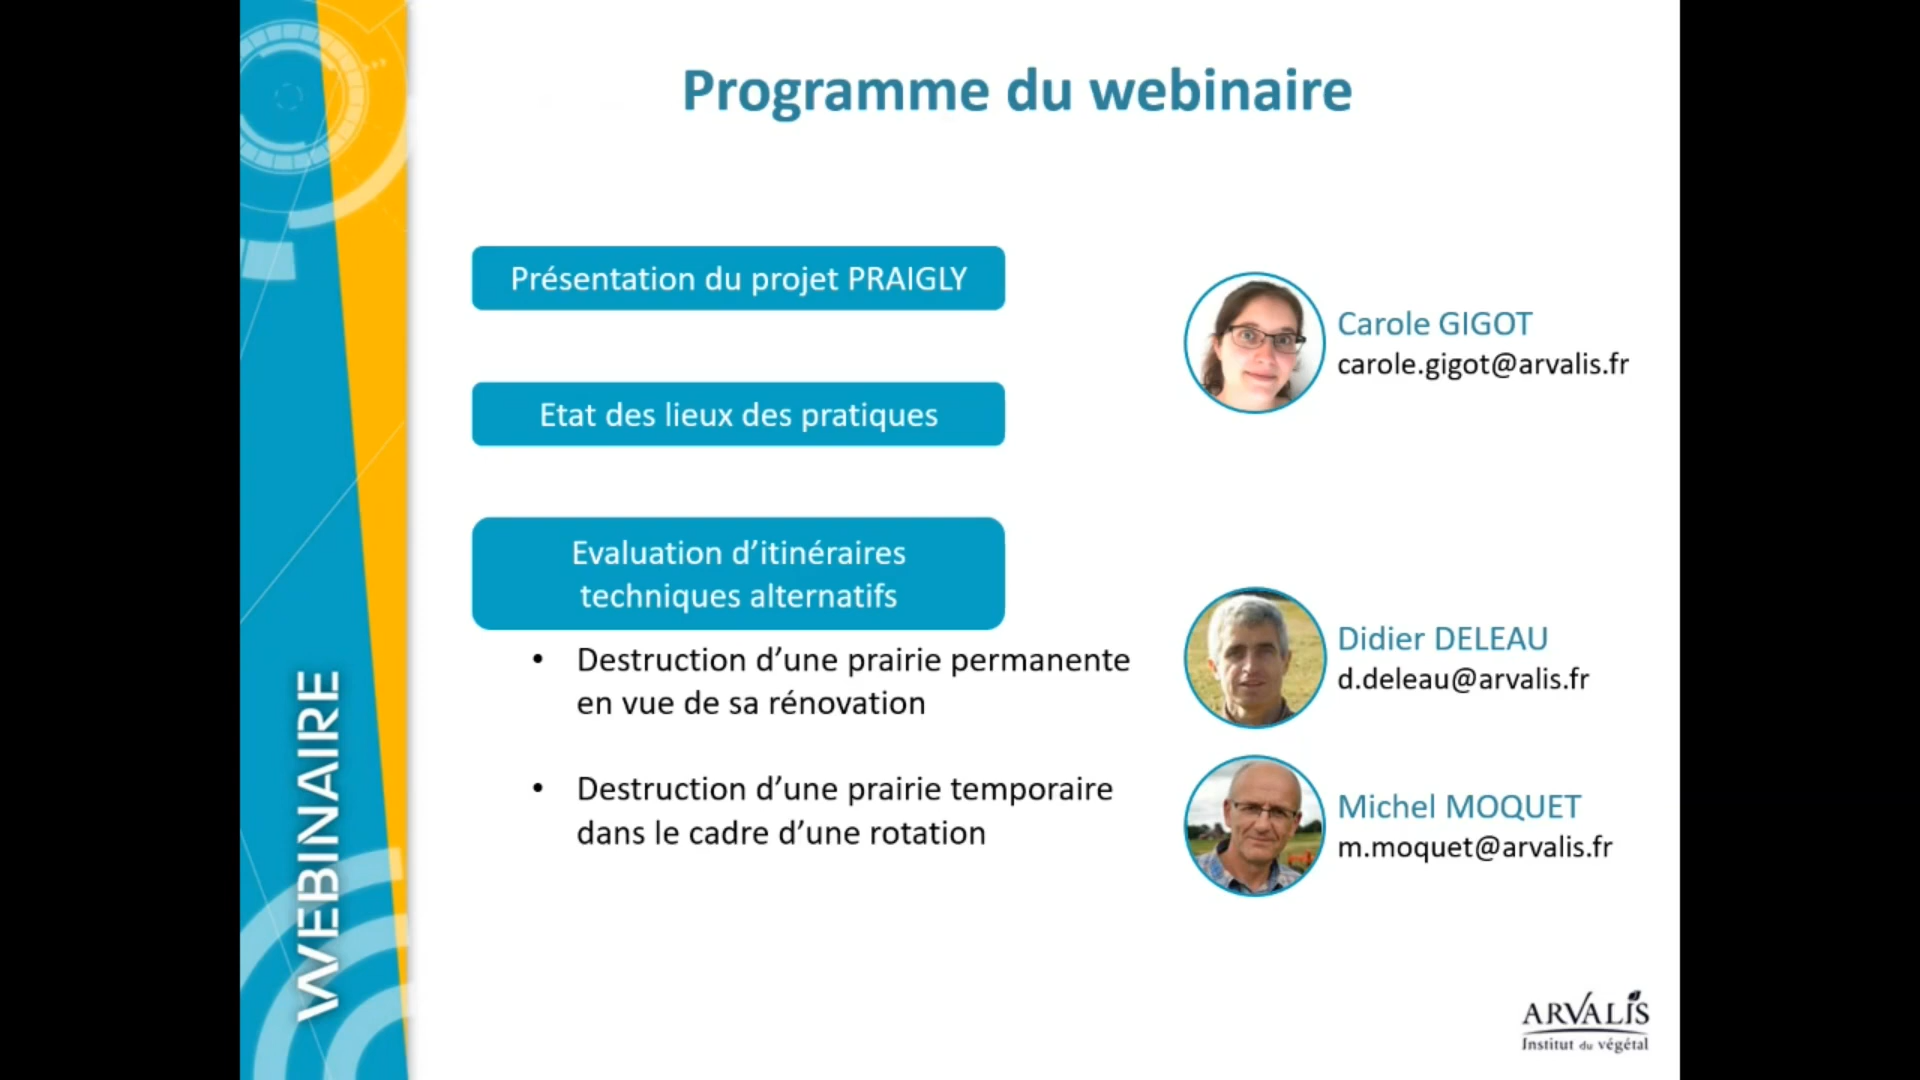 Programme du webinaire
Présentation du projet PRAIGLY
Carole GIGOT
carole.gigot@arvalis.fr
Etat des lieux des pratiques
Evaluation d’itinéraires
techniques alternatifs
• Destruction d’une prairie permanente
en vue de sa rénovation
Didier DELEAU
d.deleau@arvalis.fr
• Destruction d’une prairie temporaire
dans le cadre d’une rotation
Michel MOQUET
m.moquet@arvalis.fr
WEBINAIRE
ARVALIS
Institut du végétal